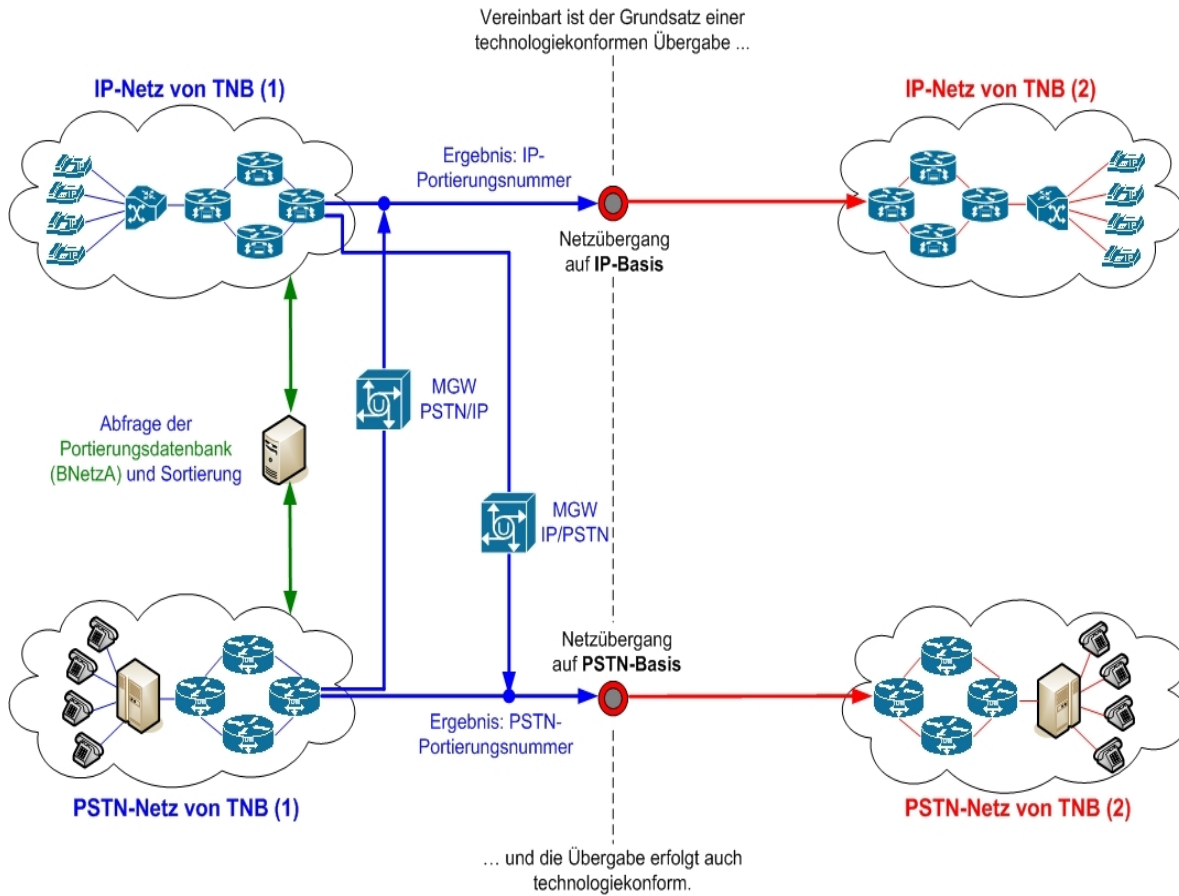 Vereinbart ist der Grundsatz einer
technologiekonformen Übergabe ...
IP-Netz von TNB (1)
IP-Netz von TNB (2)
Ergebnis: IP-
Portierungsnummer
Netzübergang
auf IP-Basis
MGW
PSTN/IP
Abfrage der
Portierungsdatenbank
(BNetzA) und Sortierung
MGW
IP/PSTN
Netzübergang
auf PSTN-Basis
Ergebnis: PSTN-
Portierungsnummer
PSTN-Netz von TNB (1)
PSTN-Netz von TNB (2)
... und die Übergabe erfolgt auch
technologiekonform.